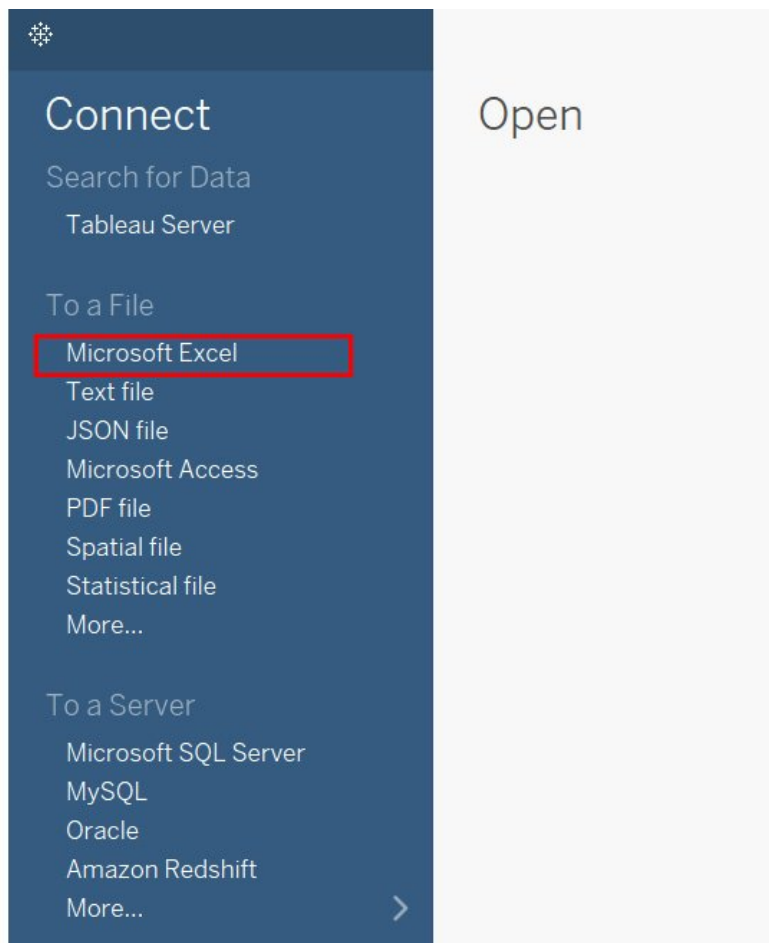 Connect
Search for Data
Tableau Server
To a File
Microsoft Excel
Text file
JSON file
Microsoft Access
PDF file
Spatial file
Statistical file
More...
To a Server
Microsoft SQL Server
MySQL
Oracle
Amazon Redshift
More...
Open